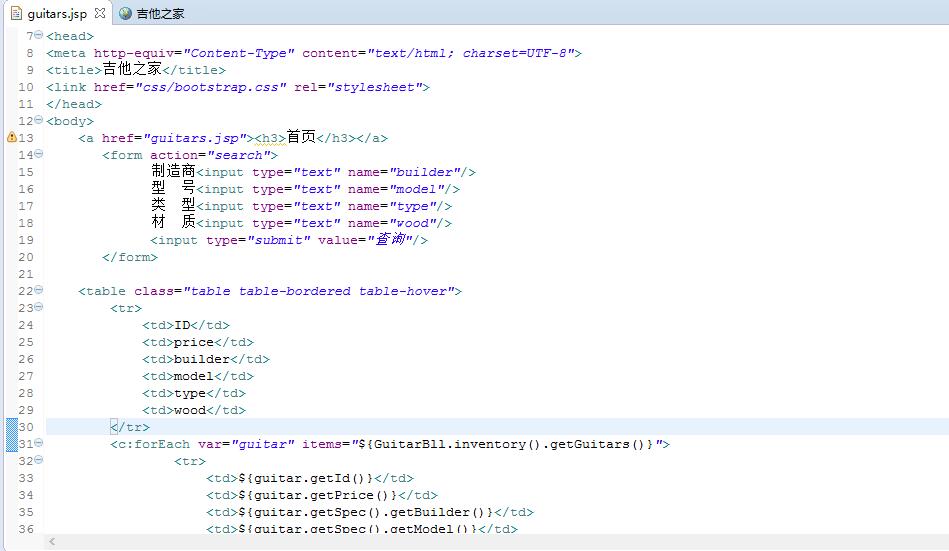 guitars.jsp 吉他之家
7 <head>
8 <meta http-equiv="Content-Type" content="text/html; charset=UTF-8">
9 <title>吉他之家</title>
10 <link href="css/bootstrap.css" rel="stylesheet">
11 </head>
12 <body>
13 <a href="guitars.jsp"><h3>首页</h3></a>
14 <form action="search">
15 制造商<input type="text" name="builder"/>
16 型 号<input type="text" name="model"/>
17 类 型<input type="text" name="type"/>
18 材 质<input type="text" name="wood"/>
19 <input type="submit" value="查询"/>
20 </form>
21
22 <table class="table table-bordered table-hover">
23 <tr>
24 <td>ID</td>
25 <td>price</td>
26 <td>builder</td>
27 <td>model</td>
28 <td>type</td>
29 <td>wood</td>
30 </tr>
31 <c:forEach var="guitar" items="${GuitarBll.inventory().getGuitars()}">
32 <tr>
33 <td>${guitar.getId()}</td>
34 <td>${guitar.getPrice()}</td>
35 <td>${guitar.getSpec().getBuilder()}</td>
36 <td>${guitar.getSpec().getModel()}</td>